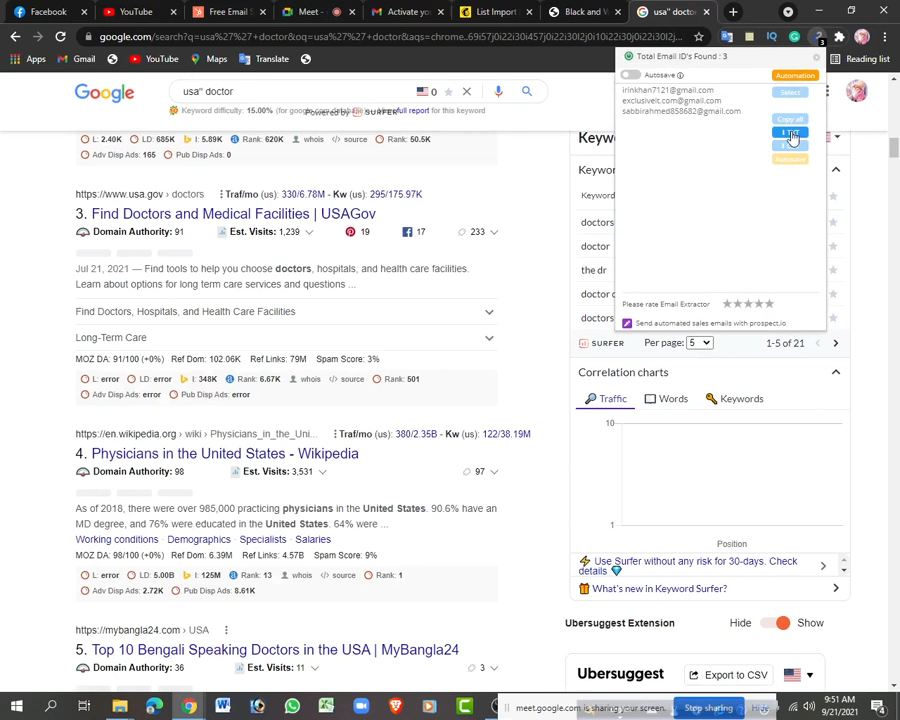 Facebook
YouTube
Free Email S
Meet -
Activate yo
List Import
Black and V
usa" doctor
google.com/search?q=usa%27%27+doctor&oq=usa%27%27+doctor&aqs=chrome..69i57j0i22i30i457j0i22i30j0i22i10i30j0i22i30l2j0i10i22i30l2j0i
3
Apps
Gmail
YouTube
Maps
Translate
Reading list
Google
usa" doctor
0
Keyword difficulty: 15.00%
full report for this keyword
Powered by SURFER
L: 2.40K
LD: 685K
I: 5.89K
Rank: 620K
whois
source
Rank: 50.5K
Adv Disp Ads: 165
Pub Disp Ads: 0
https://www.usa.gov › doctors
Traf/mo (us): 330/6.78M - Kw (us): 295/175.97K
3. Find Doctors and Medical Facilities | USAGov
Domain Authority: 91
Est. Visits: 1,239
19
17
233
Jul 21, 2021 — Find tools to help you choose doctors, hospitals, and health care facilities.
Learn about options for long term care services and questions ...
Find Doctors, Hospitals, and Health Care Facilities
Long-Term Care
MOZ DA: 91/100 (+0%)
Ref Dom: 102.06K
Ref Links: 79M
Spam Score: 3%
L: error
LD: error
I: 348K
Rank: 6.67K
whois
source
Rank: 501
Adv Disp Ads: error
Pub Disp Ads: error
https://en.wikipedia.org › wiki › Physicians_in_the_Uni...
Traf/mo (us): 380/2.35B - Kw (us): 122/38.19M
4. Physicians in the United States - Wikipedia
Domain Authority: 98
Est. Visits: 3,531
97
As of 2018, there were over 985,000 practicing physicians in the United States. 90.6% have an
MD degree, and 76% were educated in the United States. 64% were ...
Working conditions · Demographics · Specialists · Salaries
MOZ DA: 98/100 (+0%)
Ref Dom: 6.39M
Ref Links: 4.57B
Spam Score: 9%
L: error
LD: 5.00B
I: 125M
Rank: 13
whois
source
Rank: 1
Adv Disp Ads: 2.72K
Pub Disp Ads: 8.61K
https://mybangla24.com › USA
5. Top 10 Bengali Speaking Doctors in the USA | MyBangla24
Domain Authority: 36
Est. Visits: 11
3
Total Email ID's Found : 3
Autosave
Automation
irinkhan7121@gmail.com
exclusiveit.com@gmail.com
sabbirahmed858682@gmail.com
Select
Copy all
Please rate Email Extractor
Send automated sales emails with prospect.io
Keyword
doctors
doctor
the dr
doctor
doctors
SURFER
Per page: 5
1-5 of 21
Correlation charts
Traffic
Words
Keywords
10
1
Position
Use Surfer without any risk for 30-days. Check
details
What's new in Keyword Surfer?
Ubersuggest Extension
Hide
Show
Ubersuggest
Export to CSV
meet.google.com is sharing your screen.
Stop sharing
Hide
9:51 AM
9/21/2021
4